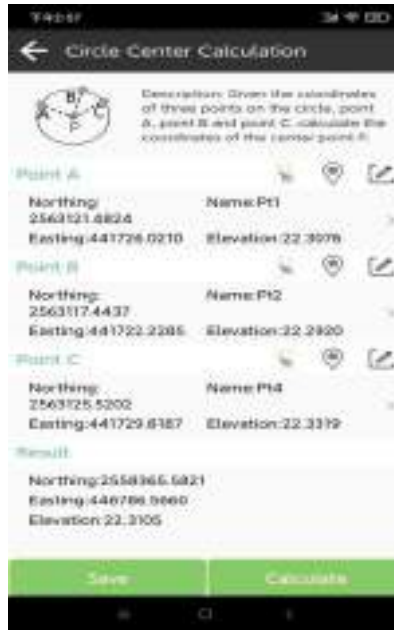 Circle Center Calculation
Description: Given the coordinates
of three points on the circle, point
A, point B and point C, calculate the
coordinates of the center point P.
A
B
C
P
Point A
Northing:
2563121.4824
Name:Pt1
Easting:441726.0210 Elevation:22.3078
Point B
Northing:
2563117.4437
Name:Pt2
Easting:441722.2285 Elevation:22.2920
Point C
Northing:
2563125.5202
Name:Pt4
Easting:441729.8187 Elevation:22.3319
Result
Northing:2558365.5821
Easting:446786.5660
Elevation:22.3105
Save Calculate